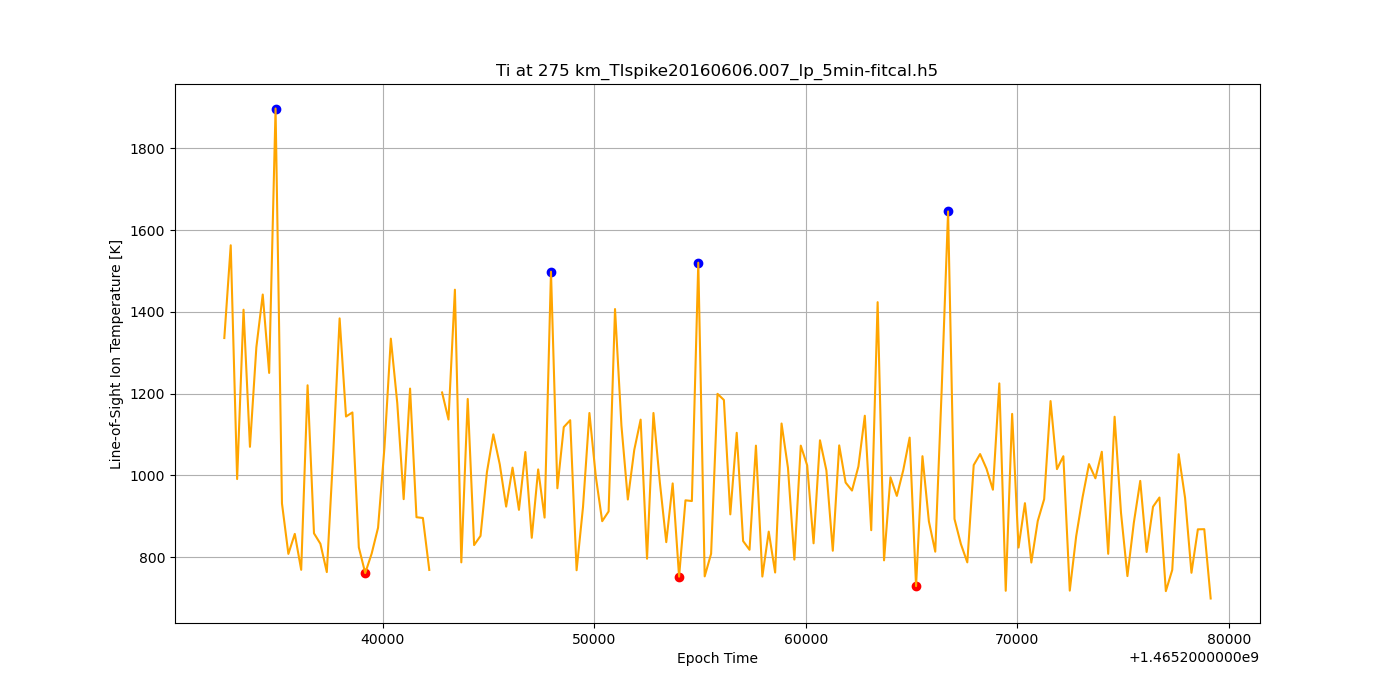 Ti at 275 km_TIspike20160606.007_lp_5min-fitcal.h5
Line-of-Sight Ion Temperature [K]
1800
1600
1400
1200
1000
800
40000 50000 60000 70000 80000
Epoch Time
+1.4652000000e9